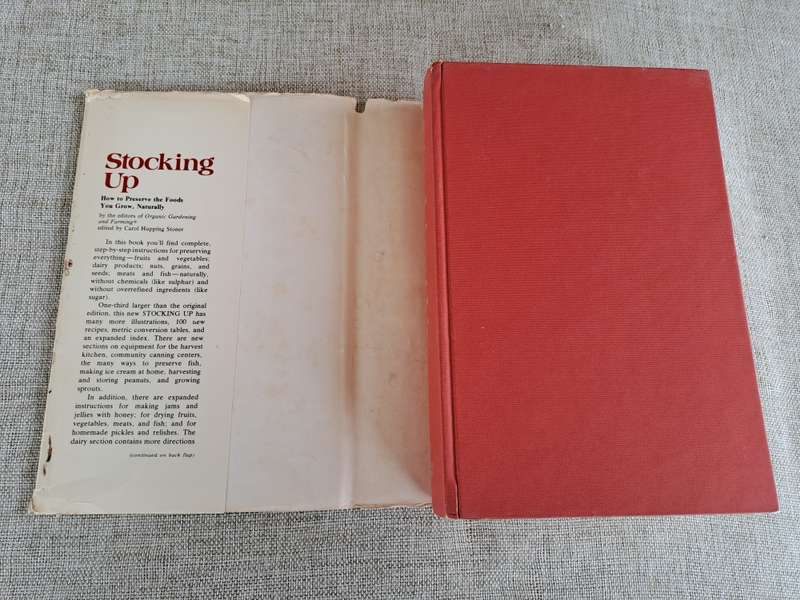 Stocking
Up
How to Preserve the Foods
You Grow, Naturally
by the editors of Organic Gardening
and Farming®
edited by Carol Hupping Stoner
In this book you'll find complete,
step-by-step instructions for preserving
everything—fruits and vegetables;
dairy products; nuts, grains, and
seeds; meats and fish—naturally,
without chemicals (like sulphur) and
without overrefined ingredients (like
sugar).
One-third larger than the original
edition, this new STOCKING UP has
many more illustrations, 100 new
recipes, metric conversion tables, and
an expanded index. There are new
sections on equipment for the harvest
kitchen, community canning centers,
the many ways to preserve fish,
making ice cream at home, harvesting
and storing peanuts, and growing
sprouts.
In addition, there are expanded
instructions for making jams and
jellies with honey; for drying fruits,
vegetables, meats, and fish; and for
homemade pickles and relishes. The
dairy section contains more directions
(continued on back flap)